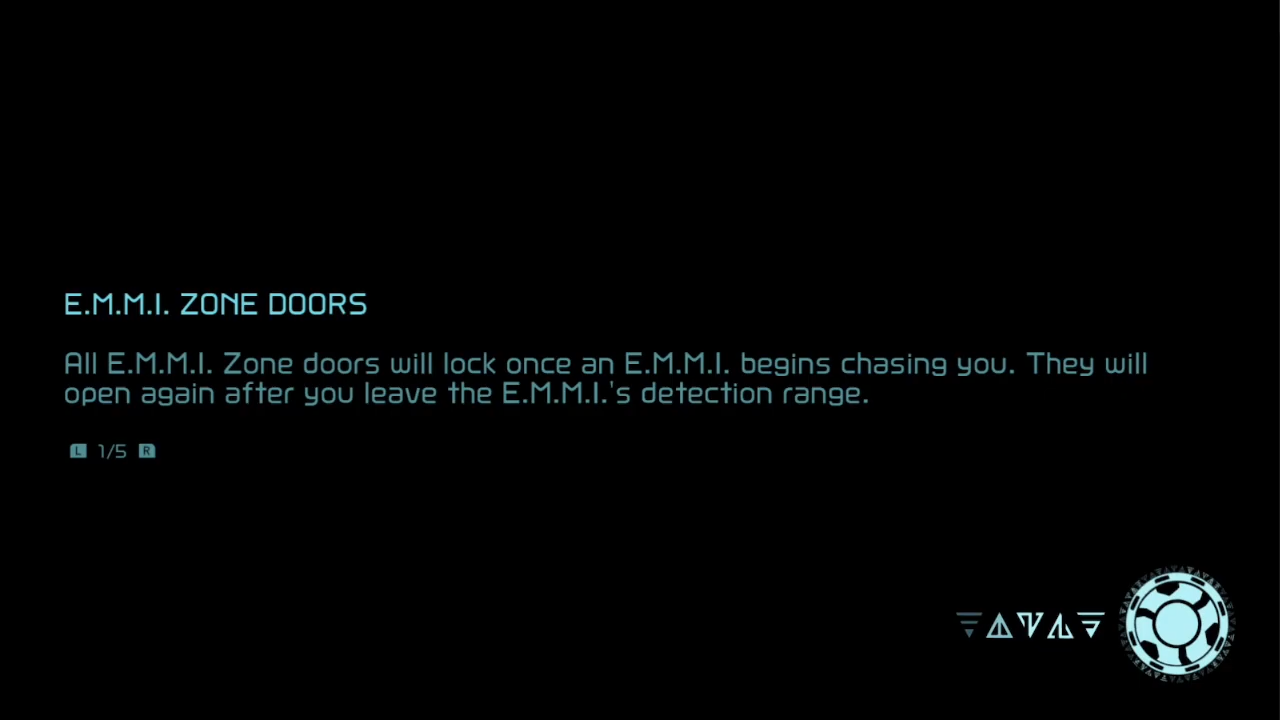 E.M.M.I. ZONE DOORS
All E.M.M.I. Zone doors will lock once an E.M.M.I. begins chasing you. They will
open again after you leave the E.M.M.I.'s detection range.
L 1/5 R